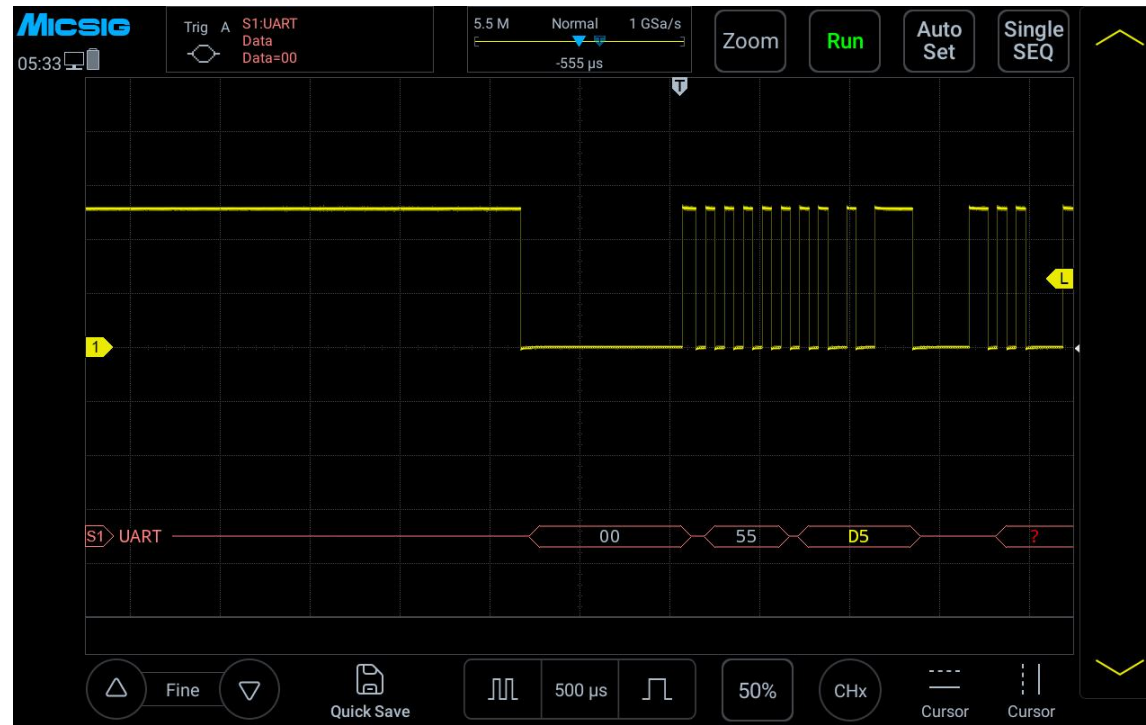 Micsig
05:33
Trig A S1:UART
Data
Data=00
5.5 M Normal 1 GSa/s
T
-555 µs
Zoom
Run
Auto
Set
Single
SEQ
T
L
1
S1 UART 00 55 D5 ?
Fine
Quick Save
500 µs
50%
CHx
Cursor
Cursor